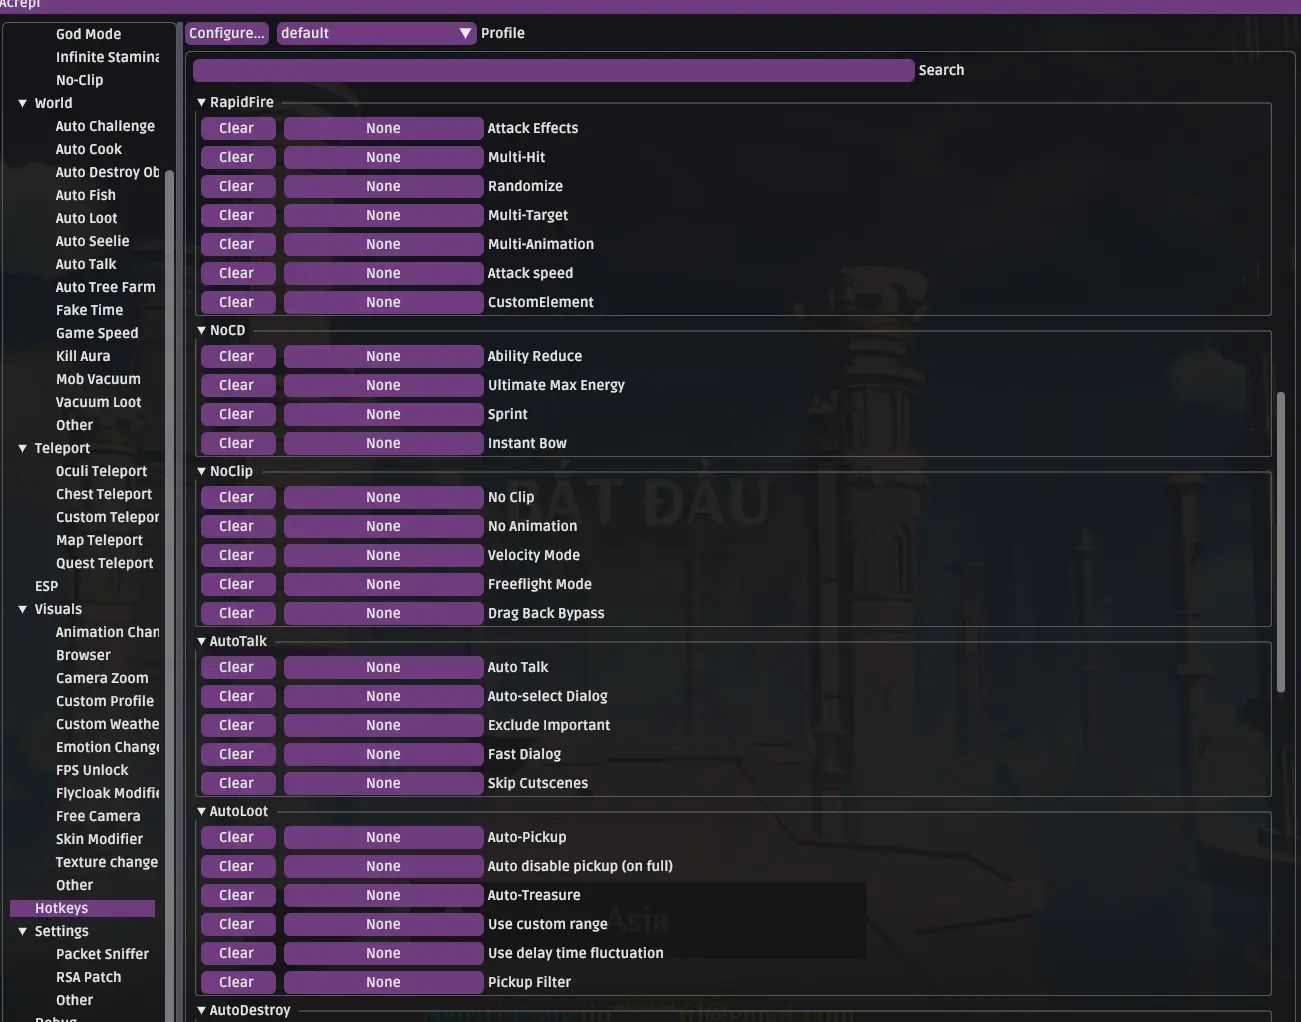 Acrepi
God Mode
Infinite Stamina
No-Clip
World
Auto Challenge
Auto Cook
Auto Destroy Ob
Auto Fish
Auto Loot
Auto Seelie
Auto Talk
Auto Tree Farm
Fake Time
Game Speed
Kill Aura
Mob Vacuum
Vacuum Loot
Other
Teleport
Oculi Teleport
Chest Teleport
Custom Telepor
Map Teleport
Quest Teleport
ESP
Visuals
Animation Chan
Browser
Camera Zoom
Custom Profile
Custom Weathe
Emotion Change
FPS Unlock
Flycloak Modifie
Free Camera
Skin Modifier
Texture change
Other
Hotkeys
Settings
Packet Sniffer
RSA Patch
Other
Debug
Configure... default Profile
Search
RapidFire
Clear None Attack Effects
Clear None Multi-Hit
Clear None Randomize
Clear None Multi-Target
Clear None Multi-Animation
Clear None Attack speed
Clear None CustomElement
NoCD
Clear None Ability Reduce
Clear None Ultimate Max Energy
Clear None Sprint
Clear None Instant Bow
NoClip
Clear None No Clip
BẮT ĐẦU
Clear None No Animation
Clear None Velocity Mode
Clear None Freeflight Mode
Clear None Drag Back Bypass
AutoTalk
Clear None Auto Talk
Clear None Auto-select Dialog
Clear None Exclude Important
Clear None Fast Dialog
Clear None Skip Cutscenes
AutoLoot
Clear None Auto-Pickup
Clear None Auto disable pickup (on full)
Clear None Auto-Treasure
Clear None Use custom range
Asia
Clear None Use delay time fluctuation
Clear None Pickup Filter
AutoDestroy